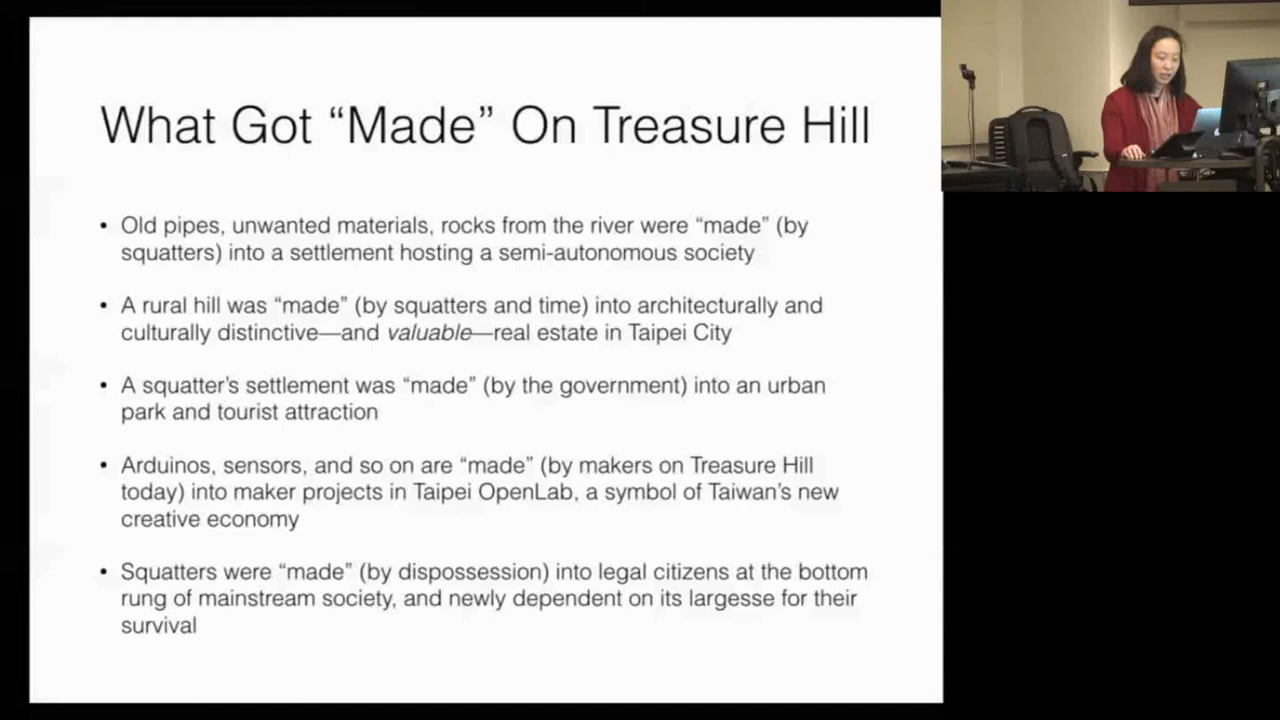 What Got “Made” On Treasure Hill
• Old pipes, unwanted materials, rocks from the river were “made” (by
squatters) into a settlement hosting a semi-autonomous society
• A rural hill was “made” (by squatters and time) into architecturally and
culturally distinctive—and valuable—real estate in Taipei City
• A squatter’s settlement was “made” (by the government) into an urban
park and tourist attraction
• Arduinos, sensors, and so on are “made” (by makers on Treasure Hill
today) into maker projects in Taipei OpenLab, a symbol of Taiwan’s new
creative economy
• Squatters were “made” (by dispossession) into legal citizens at the bottom
rung of mainstream society, and newly dependent on its largesse for their
survival